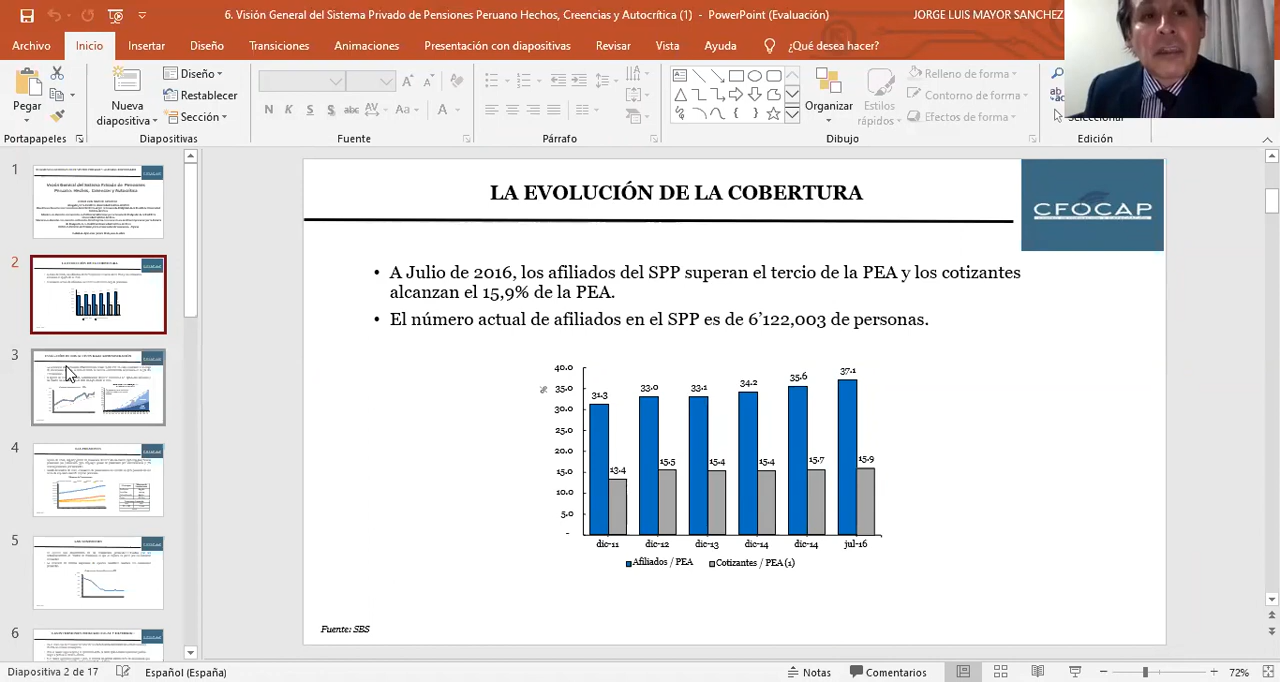 6. Visión General del Sistema Privado de Pensiones Peruano Hechos, Creencias y Autocrítica (1) - PowerPoint (Evaluación)
JORGE LUIS MAYOR SANCHEZ
Archivo Inicio Insertar Diseño Transiciones Animaciones Presentación con diapositivas Revisar Vista Ayuda ¿Qué desea hacer?
Pegar
Nueva diapositiva
Diseño
Restablecer
Sección
N K S S abc AV Aa A
Organizar
Estilos rápidos
Relleno de forma
Contorno de forma
Efectos de forma
Portapapeles Diapositivas Fuente Párrafo Dibujo Edición
1
2
3
4
5
6
LA EVOLUCIÓN DE LA COBERTURA
CFOCAP
• A Julio de 2016, los afiliados del SPP superan el tercio de la PEA y los cotizantes
alcanzan el 15,9% de la PEA.
• El número actual de afiliados en el SPP es de 6’122,003 de personas.
%
40.0
35.0
30.0
25.0
20.0
15.0
10.0
5.0
-
31.3 33.0 33.1 34.2 37.1
13.4 15.4 15.7 15.9
dic-11 dic-12 dic-13 dic-14 dic-14 jul-16
Afiliados / PEA Cotizantes / PEA (1)
Fuente: SBS
Diapositiva 2 de 17 Español (España) Notas Comentarios 72%